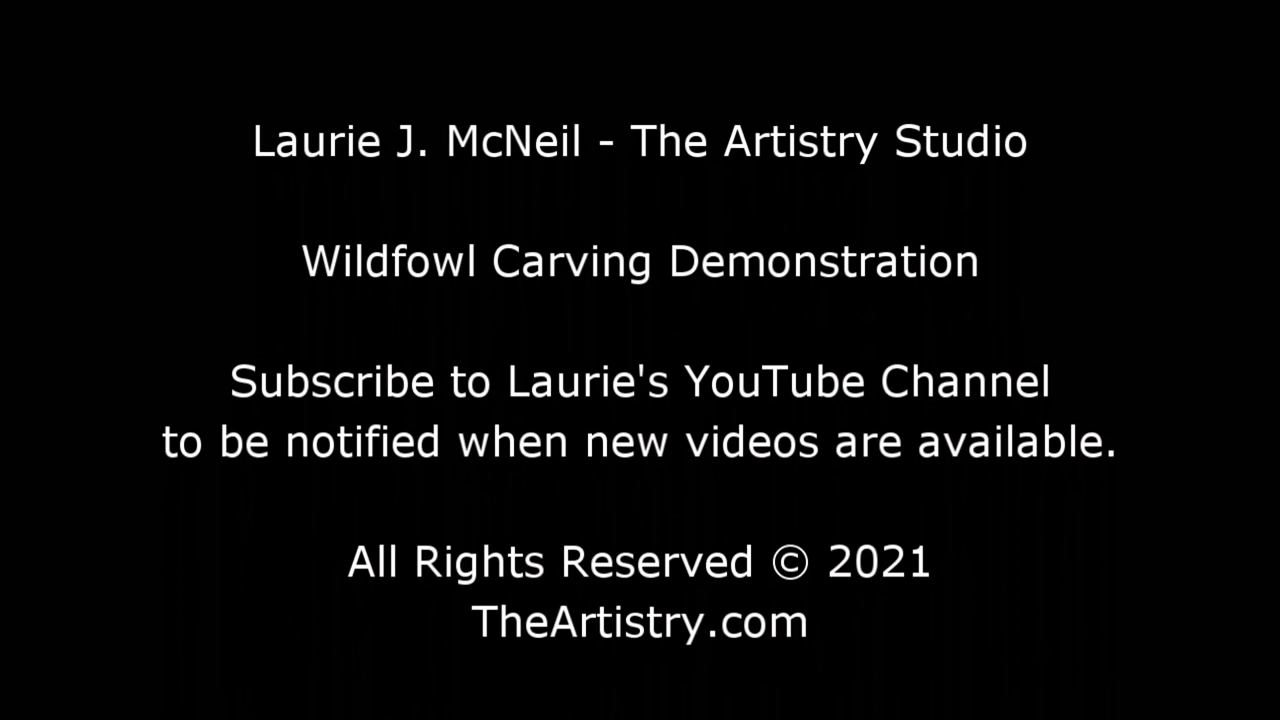 Laurie J. McNeil - The Artistry Studio
Wildfowl Carving Demonstration
Subscribe to Laurie's YouTube Channel
to be notified when new videos are available.
All Rights Reserved © 2021
TheArtistry.com